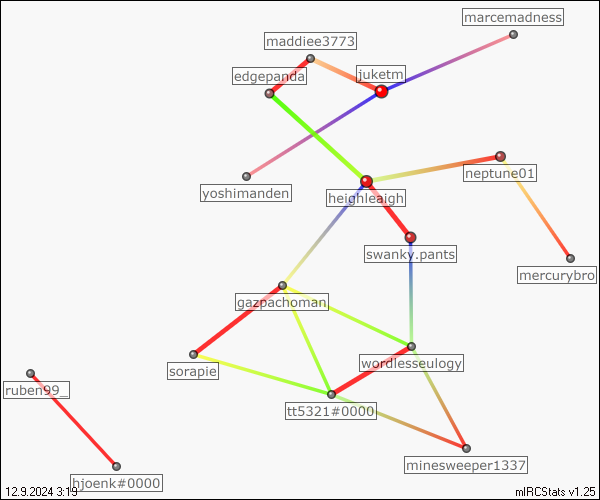 marcemadness
maddiee3773
edgepanda
juketm
yoshimanden
heighleaigh
neptune01
swanky.pants
mercurybro
gazpachoman
sorapie
wordlesseulogy
ruben99_
tt5321#0000
minesweeper1337
hjoenk#0000
12.9.2024 3:19
mIRCStats v1.25